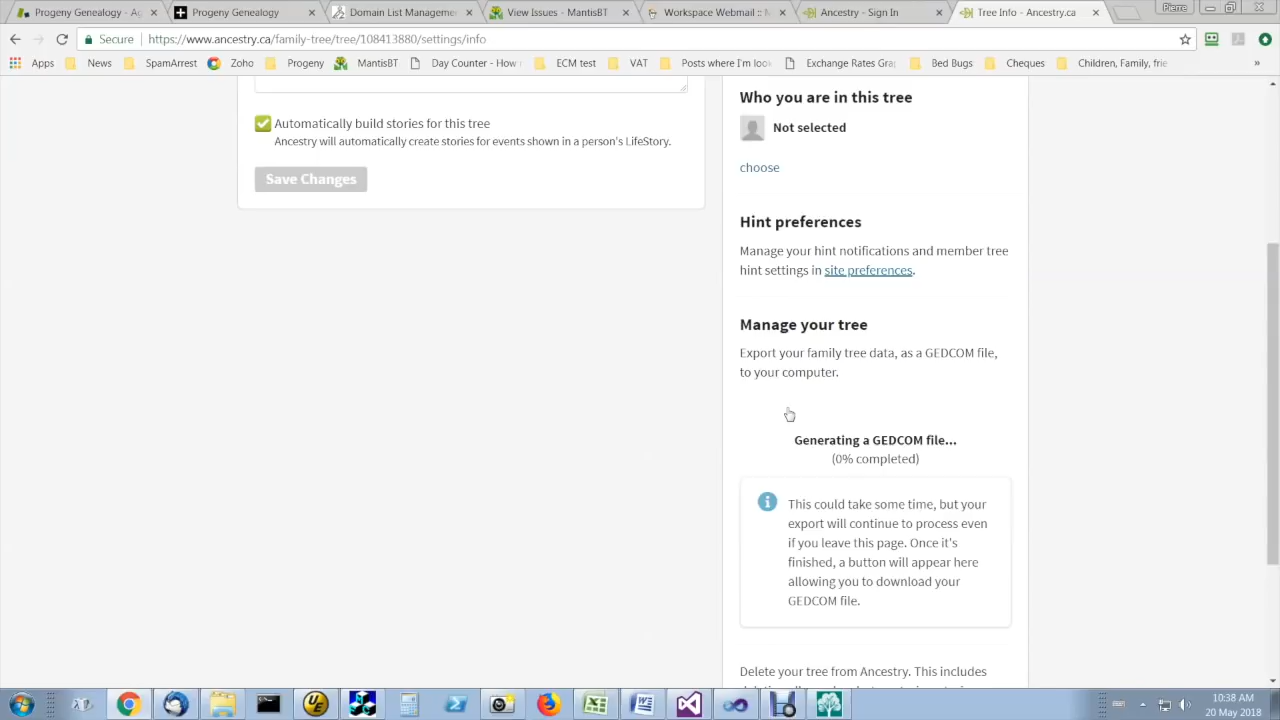 Progeny Genealogy - Ag
Progeny Genealogy
Domain List Managemen
View Issues - MantisBT
Workspace Webmail :: M
Ancestry - Sign In
Tree Info - Ancestry.ca
Pierre
Secure
https://www.ancestry.ca/family-tree/tree/108413880/settings/info
Apps
News
SpamArrest
Zoho
Progeny
MantisBT
Day Counter - How
ECM test
VAT
Posts where I'm look
Exchange Rates Gra
Bed Bugs
Cheques
Children, Family, frie
»
Automatically build stories for this tree
Ancestry will automatically create stories for events shown in a person's LifeStory.
Save Changes
Who you are in this tree
Not selected
choose
Hint preferences
Manage your hint notifications and member tree
hint settings in site preferences.
Manage your tree
Export your family tree data, as a GEDCOM file,
to your computer.
Generating a GEDCOM file...
(0% completed)
This could take some time, but your
export will continue to process even
if you leave this page. Once it's
finished, a button will appear here
allowing you to download your
GEDCOM file.
Delete your tree from Ancestry. This includes
10:38 AM
20 May 2018